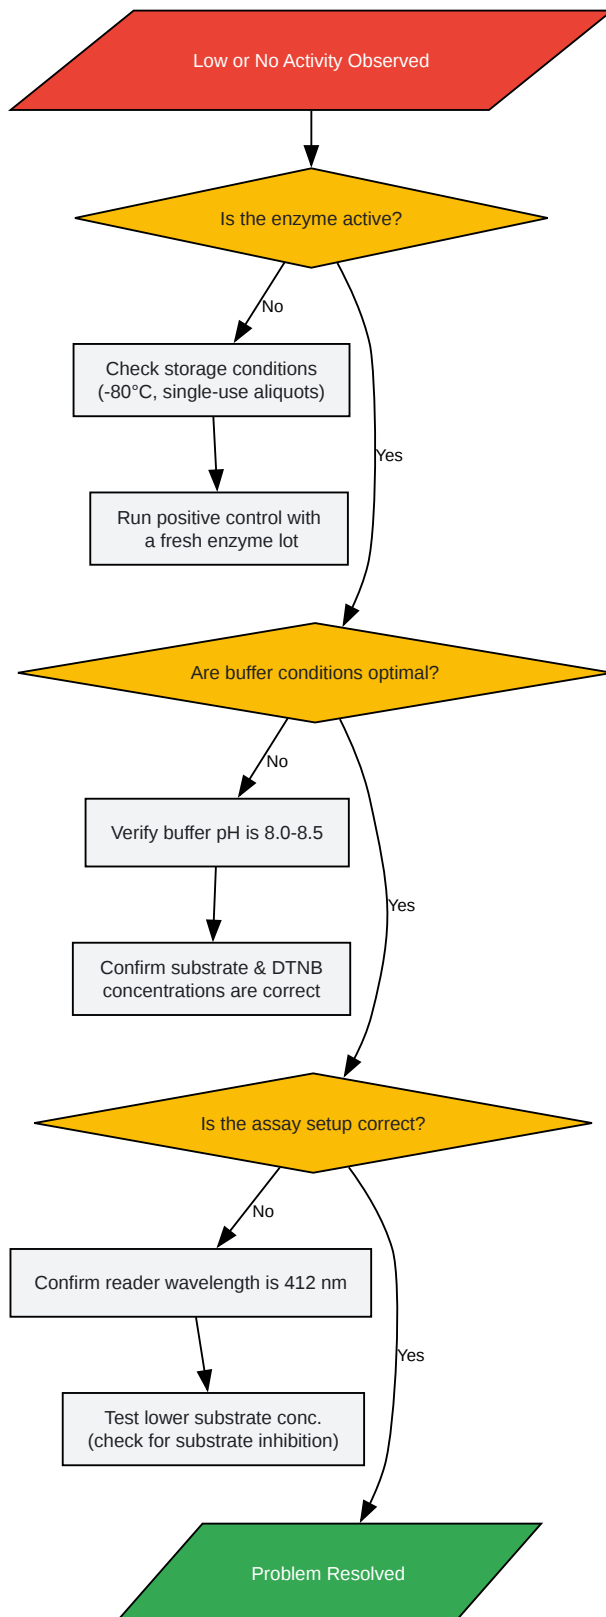 Low or No Activity Observed
Is the enzyme active?
No
Check storage conditions
(-80°C, single-use aliquots)
Yes
Run positive control with
a fresh enzyme lot
Are buffer conditions optimal?
No
Verify buffer pH is 8.0-8.5
Yes
Confirm substrate & DTNB
concentrations are correct
Is the assay setup correct?
No
Confirm reader wavelength is 412 nm
Yes
Test lower substrate conc.
(check for substrate inhibition)
Problem Resolved